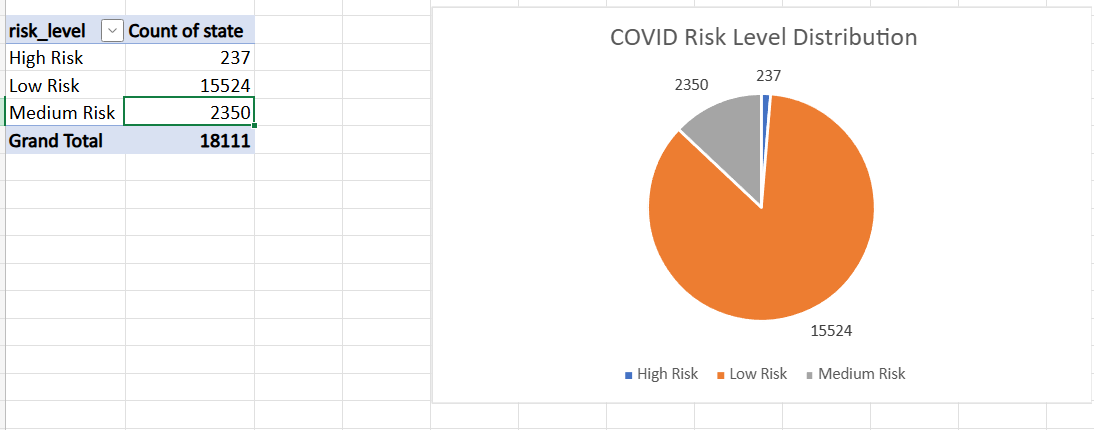 risk_level Count of state
High Risk 237
Low Risk 15524
Medium Risk 2350
Grand Total 18111
COVID Risk Level Distribution
237
2350
15524
High Risk Low Risk Medium Risk